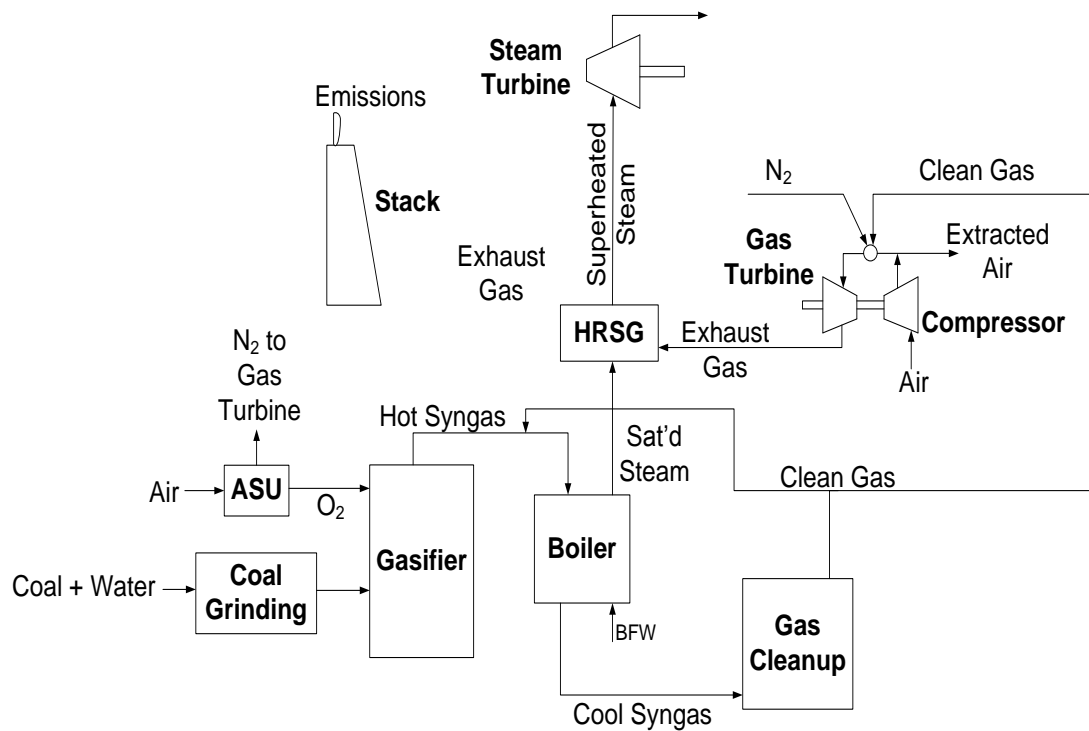 Steam
Turbine
Emissions
Stack
Superheated
Steam
N₂
Clean Gas
Gas
Turbine
Extracted
Air
Exhaust
Gas
HRSG
Exhaust
Gas
Compressor
Air
N₂ to
Gas
Turbine
Hot Syngas
Sat'd
Steam
Clean Gas
Air
ASU
O₂
Gasifier
Boiler
Coal + Water
Coal
Grinding
BFW
Gas
Cleanup
Cool Syngas